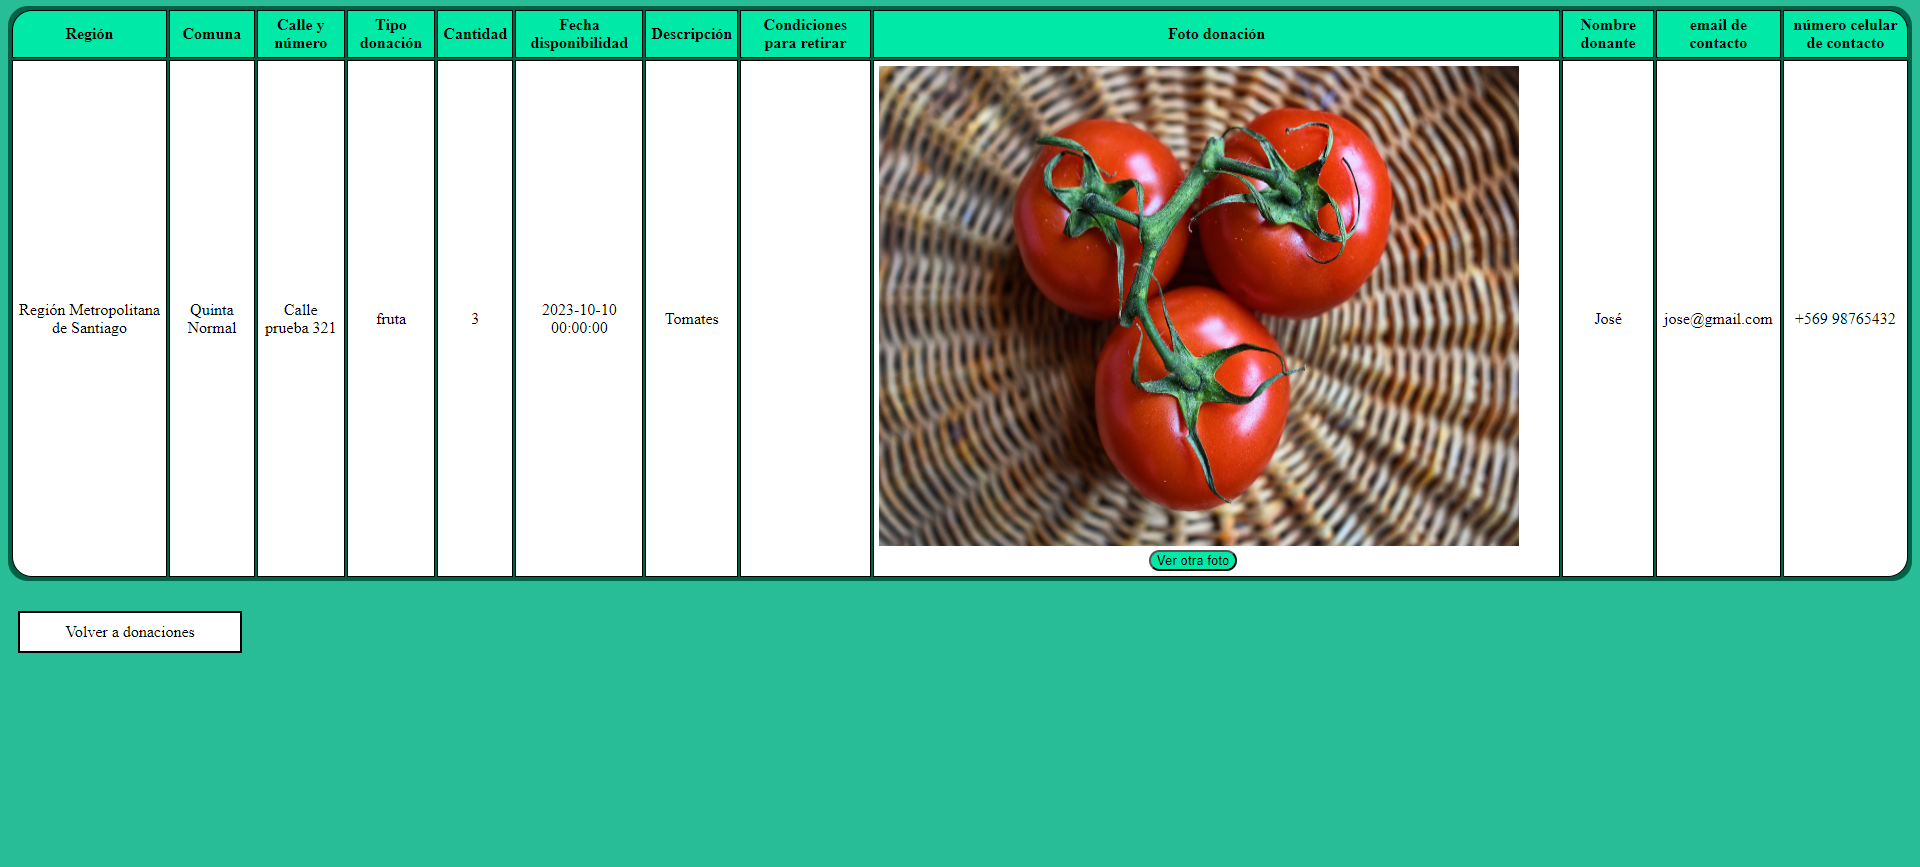 Región
Comuna
Calle y
número
Tipo
donación
Cantidad
Fecha
disponibilidad
Descripción
Condiciones
para retirar
Foto donación
Nombre
donante
email de
contacto
número celular
de contacto
Región Metropolitana
de Santiago
Quinta
Normal
Calle
prueba 321
fruta
3
2023-10-10
00:00:00
Tomates
José
jose@gmail.com
+569 98765432
Ver otra foto
Volver a donaciones